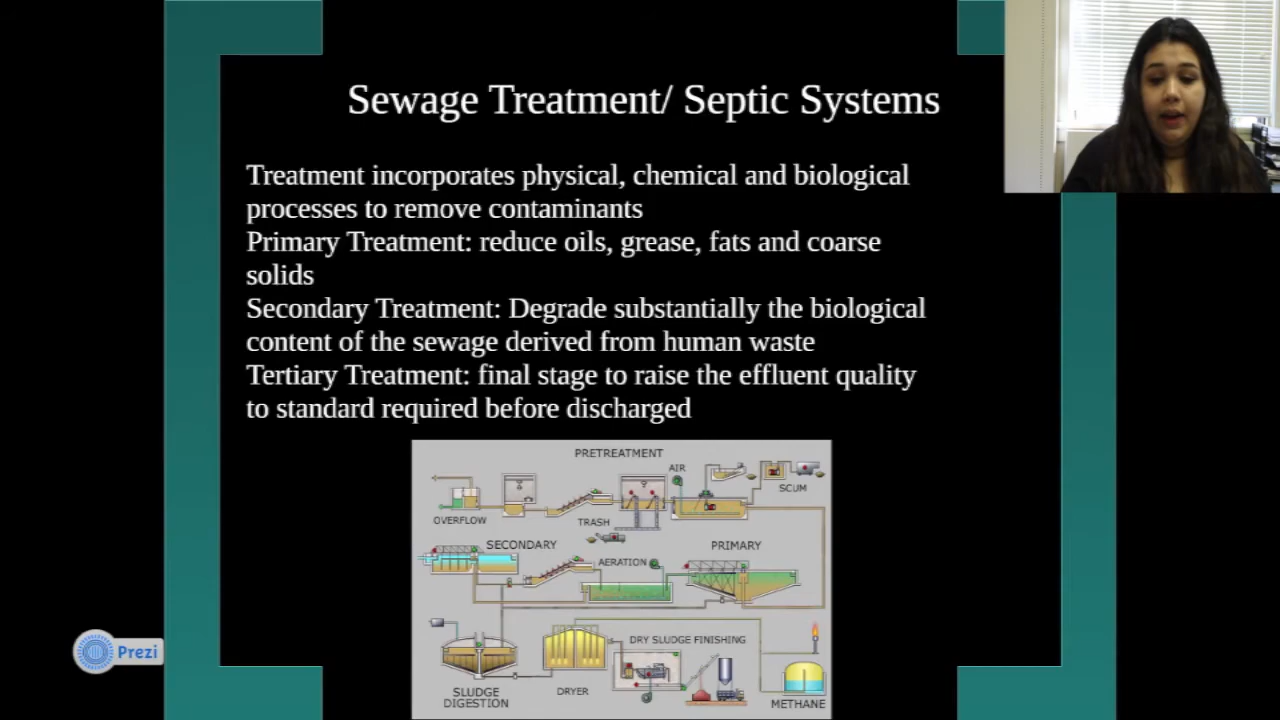 Sewage Treatment/ Septic Systems
Treatment incorporates physical, chemical and biological
processes to remove contaminants
Primary Treatment: reduce oils, grease, fats and coarse
solids
Secondary Treatment: Degrade substantially the biological
content of the sewage derived from human waste
Tertiary Treatment: final stage to raise the effluent quality
to standard required before discharged
PRETREATMENT
AIR
SCUM
OVERFLOW
TRASH
SECONDARY
AERATION
PRIMARY
DRY SLUDGE FINISHING
SLUDGE
DIGESTION
DRYER
METHANE
Prezi